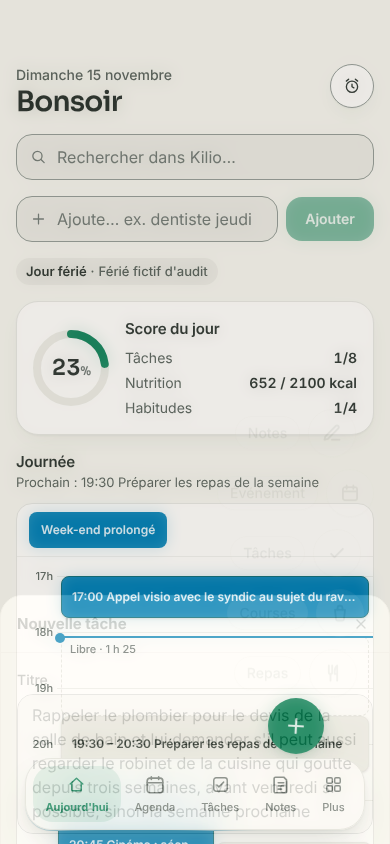 Dimanche 15 novembre
Bonsoir
Rechercher dans Kilio...
Ajoute... ex. dentiste jeudi
Ajouter
Jour férié · Férié fictif d'audit
Score du jour
23%
Tâches 1/8
Nutrition 652 / 2100 kcal
Habitudes 1/4
Notes
Journée
Prochain : 19:30 Préparer les repas de la semaine
Événement
Week-end prolongé
Tâches
17h
17:00 Appel visio avec le syndic au sujet du rav...
Courses
Nouvelle tâche
18h
Libre · 1 h 25
Repas
Titre
19h
Rappeler le plombier pour le devis de la
salle de bain et lui demander s'il peut aussi
20h
19:30 – 20:30 Préparer les repas de la semaine
regarder le robinet de la cuisine qui goutte
depuis trois semaines, avant vendredi si
possible, sinon la semaine prochaine
Aujourd'hui
Agenda
Tâches
Notes
Plus
20:45 Cinéma : séan...